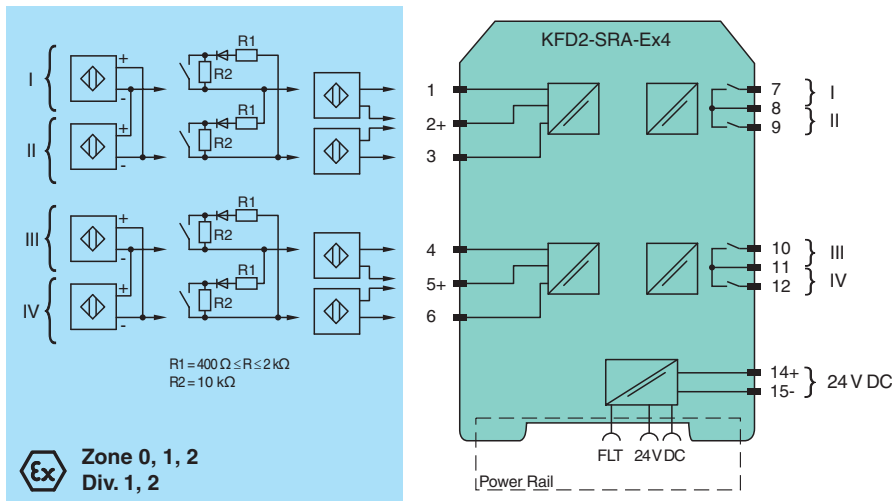 I
+
-
II
+
-
R1
R2
R1
R2
III
+
-
IV
+
-
R1
R2
R1
R2
R1 = 400 Ω ≤ R ≤ 2 kΩ
R2 = 10 kΩ
Ex
Zone 0, 1, 2
Div. 1, 2
KFD2-SRA-Ex4
1
2+
3
4
5+
6
7
8
9
I
II
10
11
12
III
IV
14+
15-
24 V DC
FLT
24 V DC
Power Rail